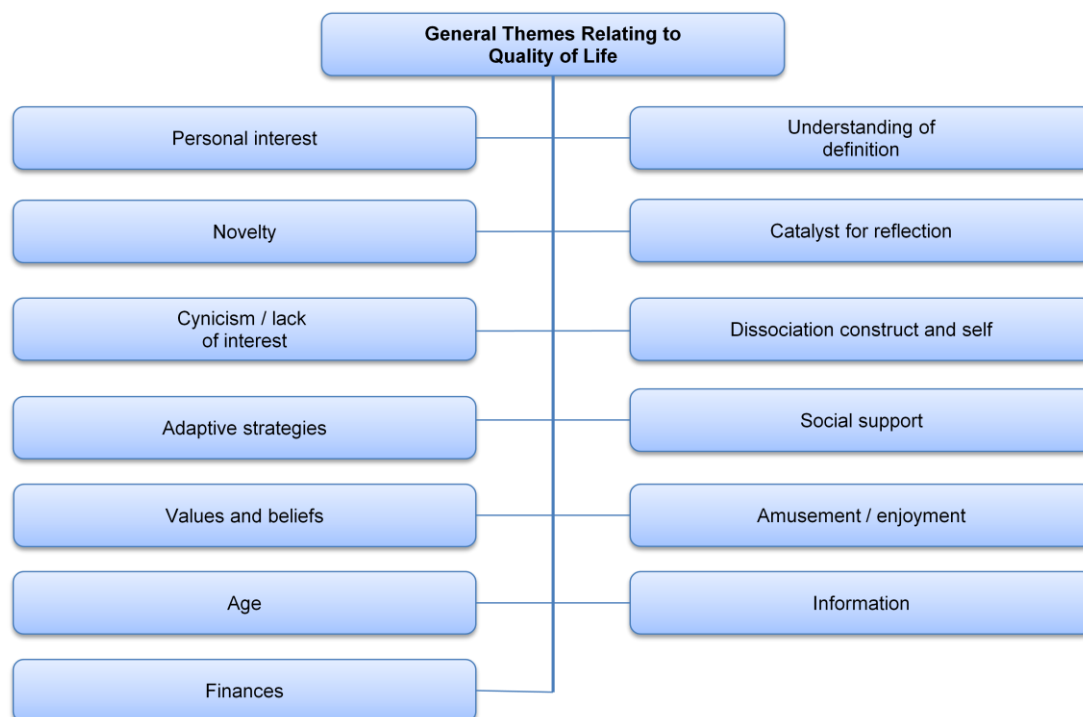 General Themes Relating to
Quality of Life
Personal interest
Understanding of
definition
Novelty
Catalyst for reflection
Cynicism / lack
of interest
Dissociation construct and self
Adaptive strategies
Social support
Values and beliefs
Amusement / enjoyment
Age
Information
Finances